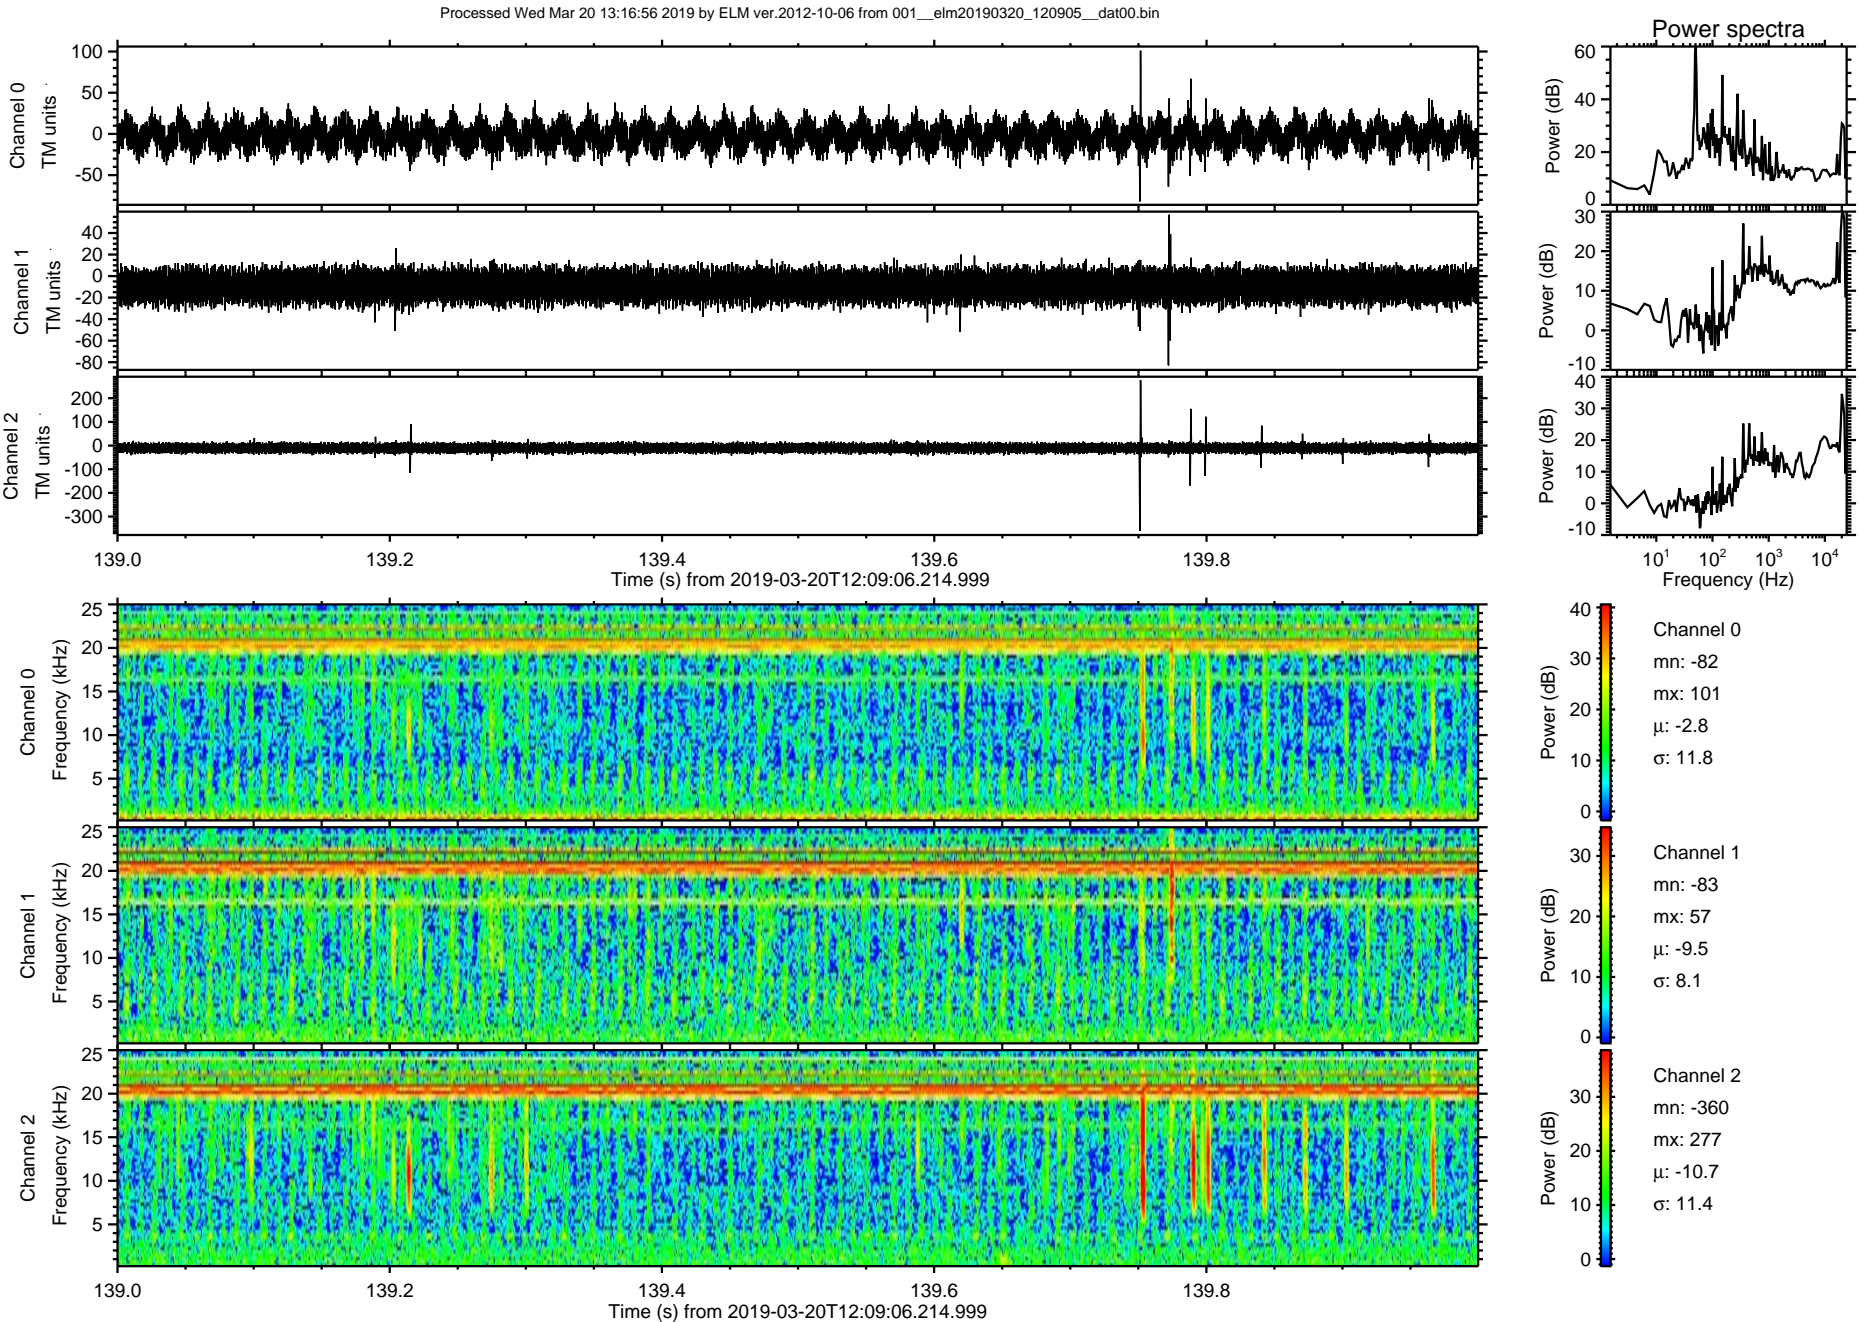 Processed Wed Mar 20 13:16:56 2019 by ELM ver.2012-10-06 from 001__elm20190320_120905__dat00.bin
Power spectra
Channel 0
TM units
100
50
0
-50
Power (dB)
60
40
20
0
Channel 1
TM units
40
20
0
-20
-40
-60
-80
Power (dB)
30
20
10
0
-10
Channel 2
TM units
200
100
0
-100
-200
-300
Power (dB)
40
30
20
10
0
-10
139.0 139.2 139.4 139.6 139.8
Time (s) from 2019-03-20T12:09:06.214.999
10¹ 10² 10³ 10⁴
Frequency (Hz)
Channel 0
Frequency (kHz)
25
20
15
10
5
Power (dB)
40
30
20
10
0
Channel 0
mn: -82
mx: 101
μ: -2.8
σ: 11.8
Channel 1
Frequency (kHz)
25
20
15
10
5
Power (dB)
30
20
10
0
Channel 1
mn: -83
mx: 57
μ: -9.5
σ: 8.1
Channel 2
Frequency (kHz)
25
20
15
10
5
Power (dB)
30
20
10
0
Channel 2
mn: -360
mx: 277
μ: -10.7
σ: 11.4
139.0 139.2 139.4 139.6 139.8
Time (s) from 2019-03-20T12:09:06.214.999